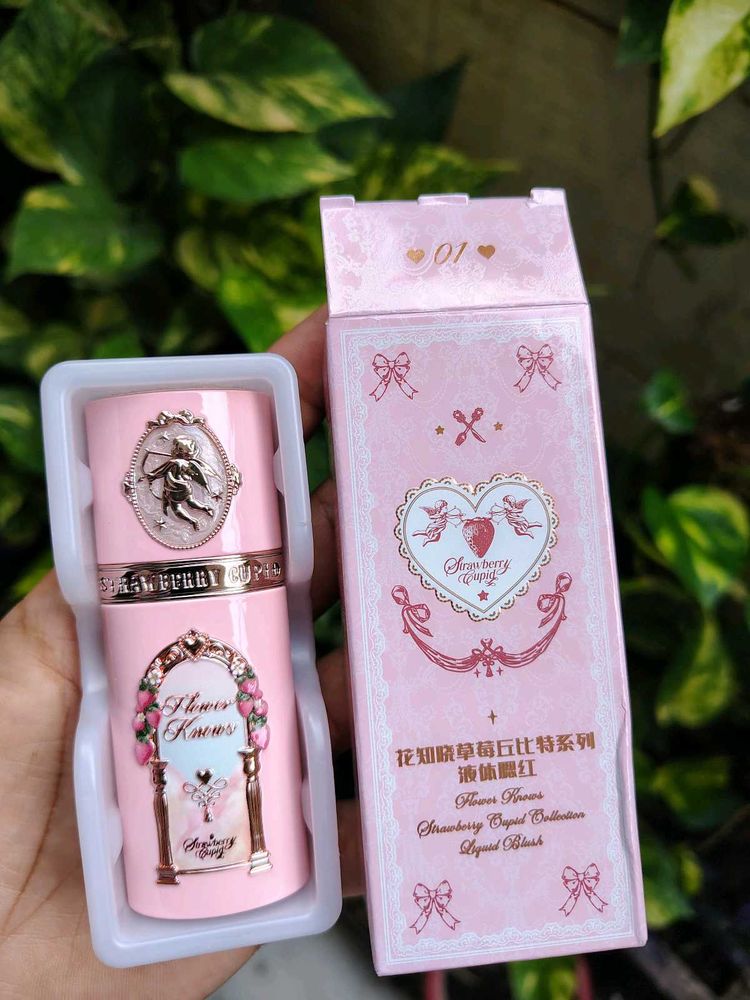 STRAWBERRY CUPID
Flower
Knows
Strawberry
Cupid
01
Strawberry
Cupid
花知晓草莓丘比特系列
液体腮红
Flower Knows
Strawberry Cupid Collection
Liquid Blush